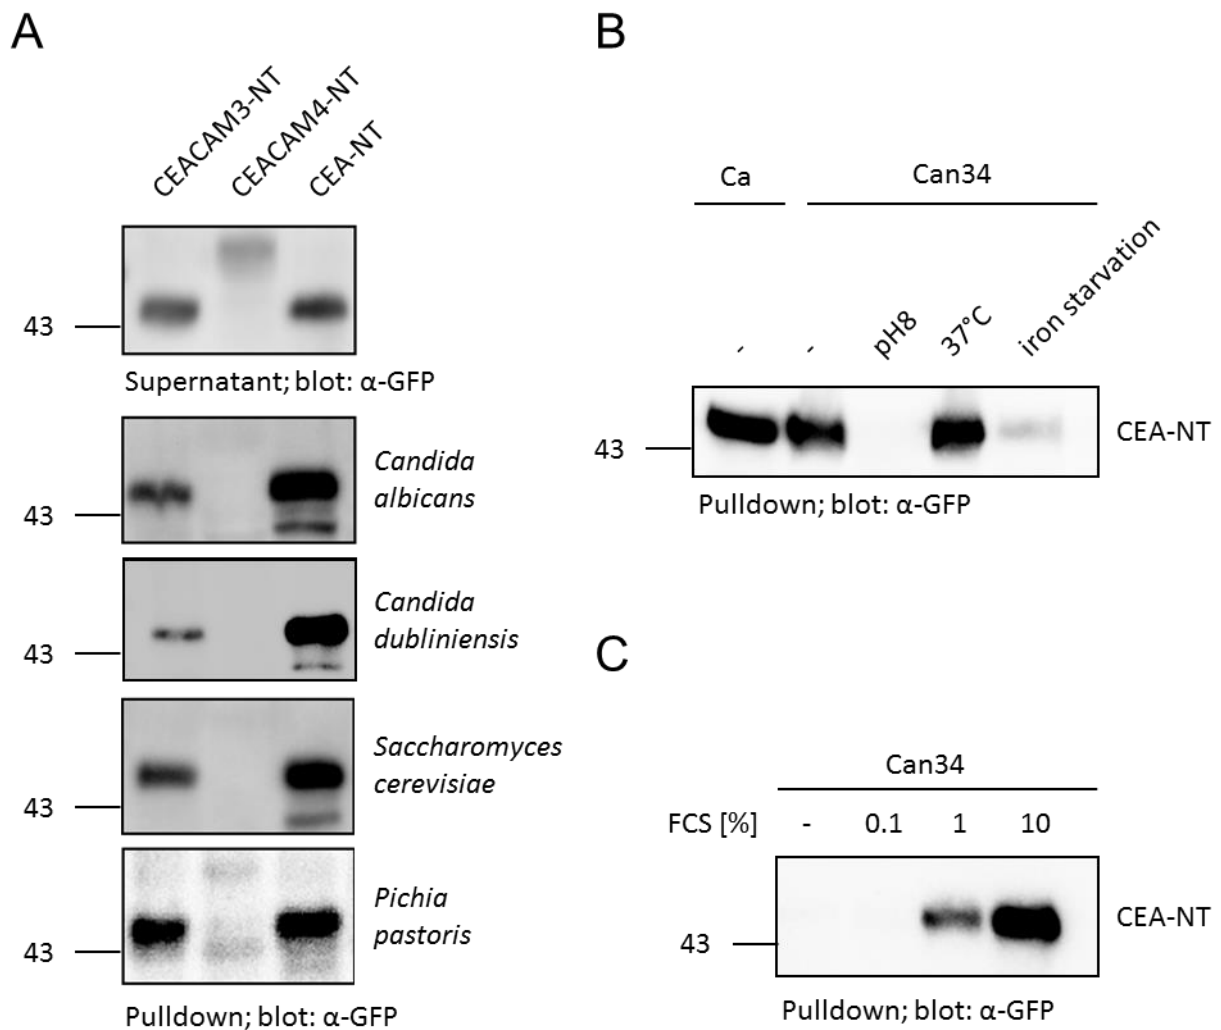 A
CEACAM3-NT
CEACAM4-NT
CEA-NT
43
Supernatant; blot: α-GFP
43
Candida
albicans
43
Candida
dubliniensis
43
Saccharomyces
cerevisiae
43
Pichia
pastoris
Pulldown; blot: α-GFP
B
Ca
Can34
- - pH8 37°C iron starvation
43
CEA-NT
Pulldown; blot: α-GFP
C
Can34
FCS [%] - 0.1 1 10
43
CEA-NT
Pulldown; blot: α-GFP